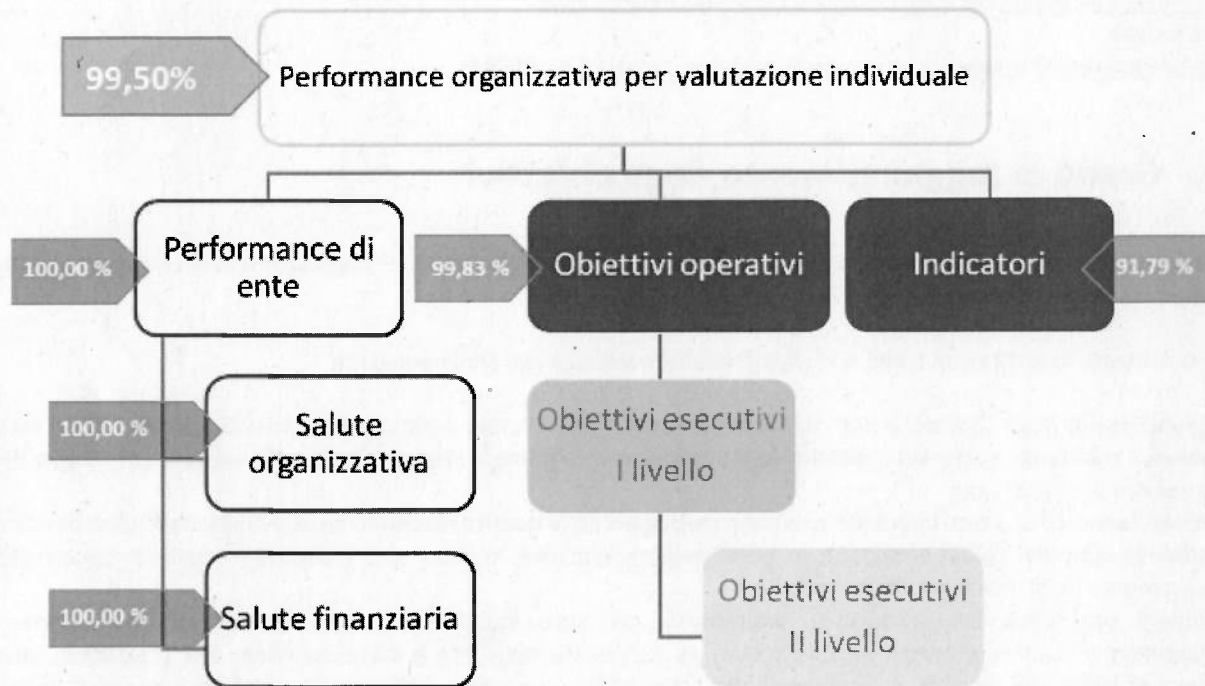 99,50%
Performance organizzativa per valutazione individuale
100,00 %
Performance di
ente
99,83 %
Obiettivi operativi
Indicatori
91,79 %
100,00 %
Salute
organizzativa
Obiettivi esecutivi
I livello
100,00 %
Salute finanziaria
Obiettivi esecutivi
II livello